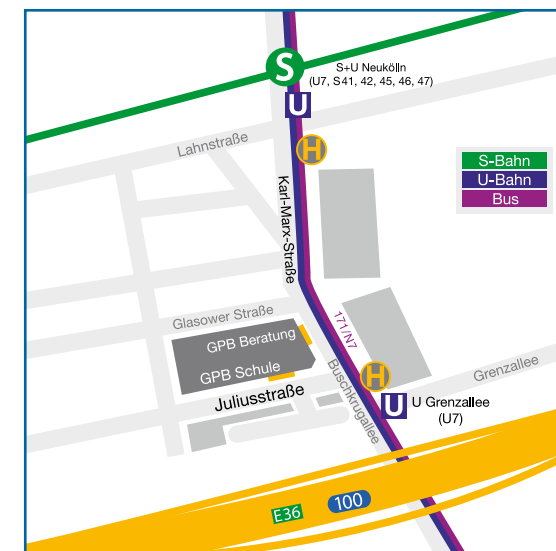 S
S+U Neukölln
(U7, S41, 42, 45, 46, 47)
U
Lahnstraße
H
S-Bahn
U-Bahn
Bus
Karl-Marx-Straße
Glasower Straße
171/N7
GPB Beratung
GPB Schule
Buschkrugallee
H
Grenzallee
Juliusstraße
U
U Grenzallee
(U7)
E36
100